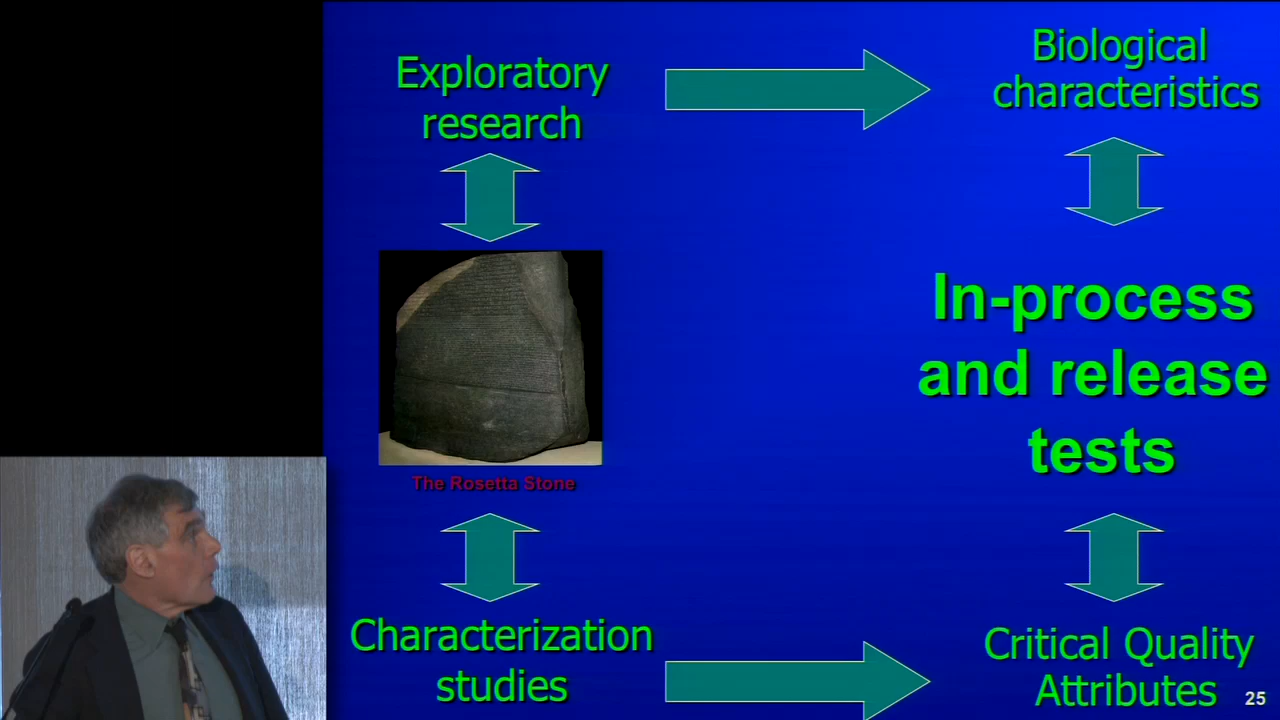 Exploratory
research
Biological
characteristics
The Rosetta Stone
In-process
and release
tests
Characterization
studies
Critical Quality
Attributes
25